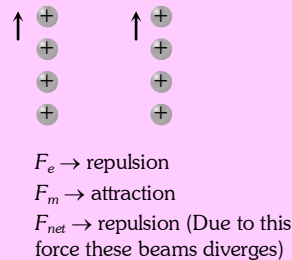 + +
+ +
+ +
+ +
Fe → repulsion
Fm → attraction
Fnet → repulsion (Due to this
force these beams diverges)